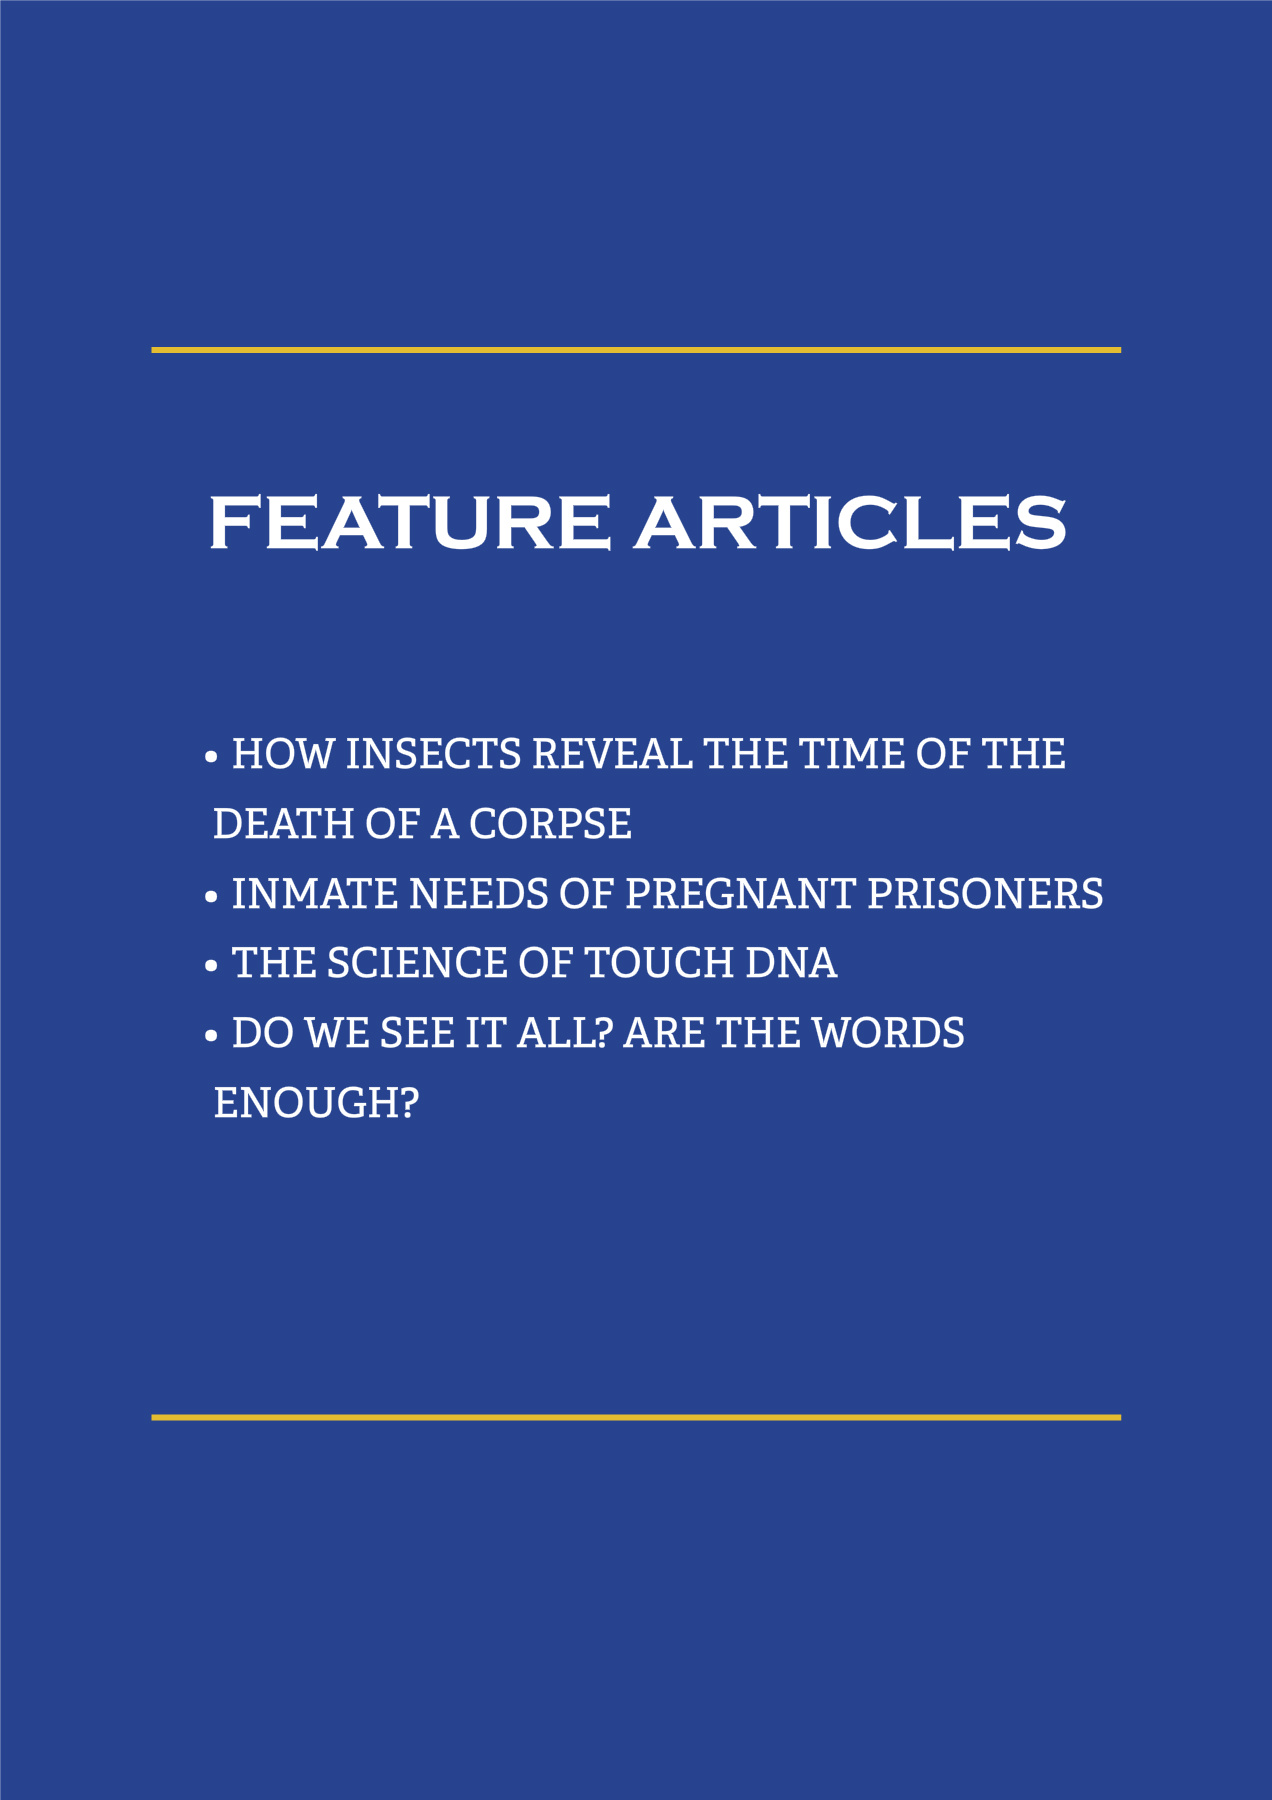 FEATURE ARTICLES
• HOW INSECTS REVEAL THE TIME OF THE
DEATH OF A CORPSE
• INMATE NEEDS OF PREGNANT PRISONERS
• THE SCIENCE OF TOUCH DNA
• DO WE SEE IT ALL? ARE THE WORDS
ENOUGH?